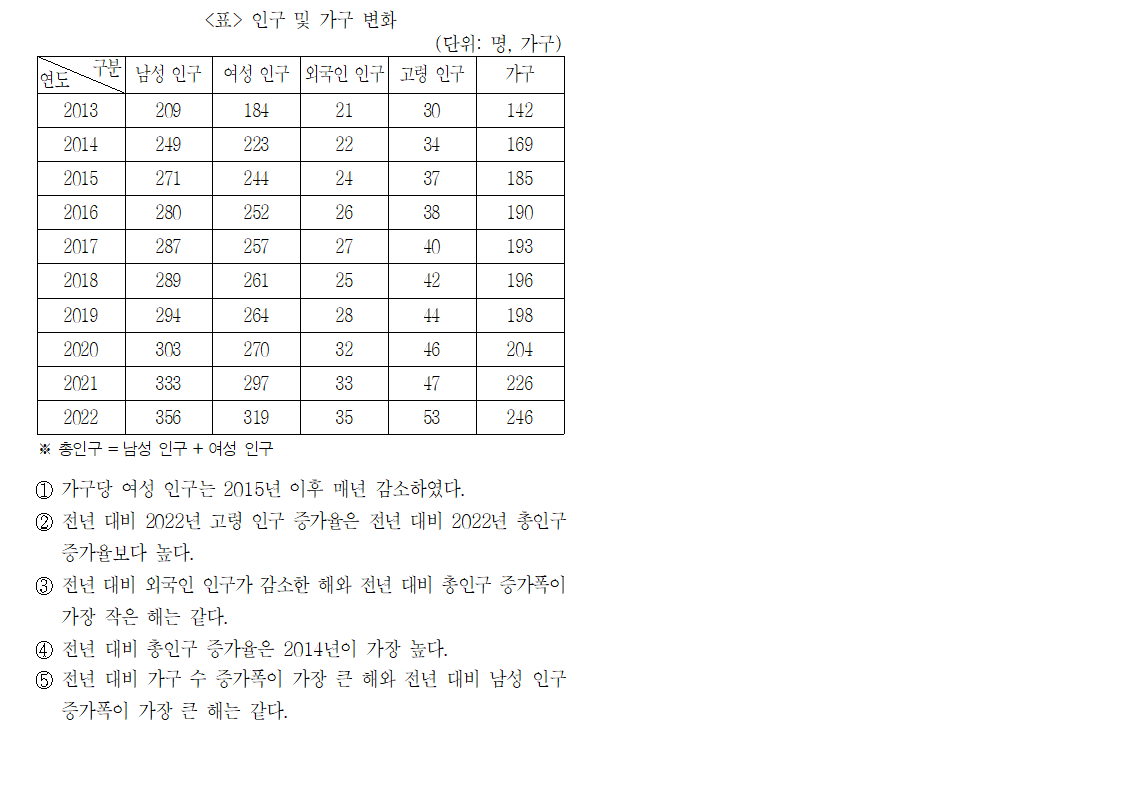 <표> 인구 및 가구 변화
(단위: 명, 가구)
구분 연도 남성 인구 여성 인구 외국인 인구 고령 인구 가구
2013 209 184 21 30 142
2014 249 223 22 34 169
2015 271 244 24 37 185
2016 280 252 26 38 190
2017 287 257 27 40 193
2018 289 261 25 42 196
2019 294 264 28 44 198
2020 303 270 32 46 204
2021 333 297 33 47 226
2022 356 319 35 53 246
※ 총인구 = 남성 인구 + 여성 인구
① 가구당 여성 인구는 2015년 이후 매년 감소하였다.
② 전년 대비 2022년 고령 인구 증가율은 전년 대비 2022년 총인구
증가율보다 높다.
③ 전년 대비 외국인 인구가 감소한 해와 전년 대비 총인구 증가폭이
가장 작은 해는 같다.
④ 전년 대비 총인구 증가율은 2014년이 가장 높다.
⑤ 전년 대비 가구 수 증가폭이 가장 큰 해와 전년 대비 남성 인구
증가폭이 가장 큰 해는 같다.